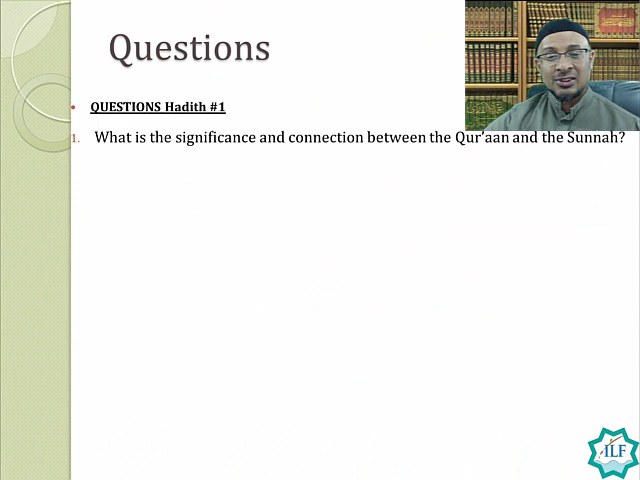 Questions
QUESTIONS Hadith #1
1. What is the significance and connection between the Qur'aan and the Sunnah?
ILF